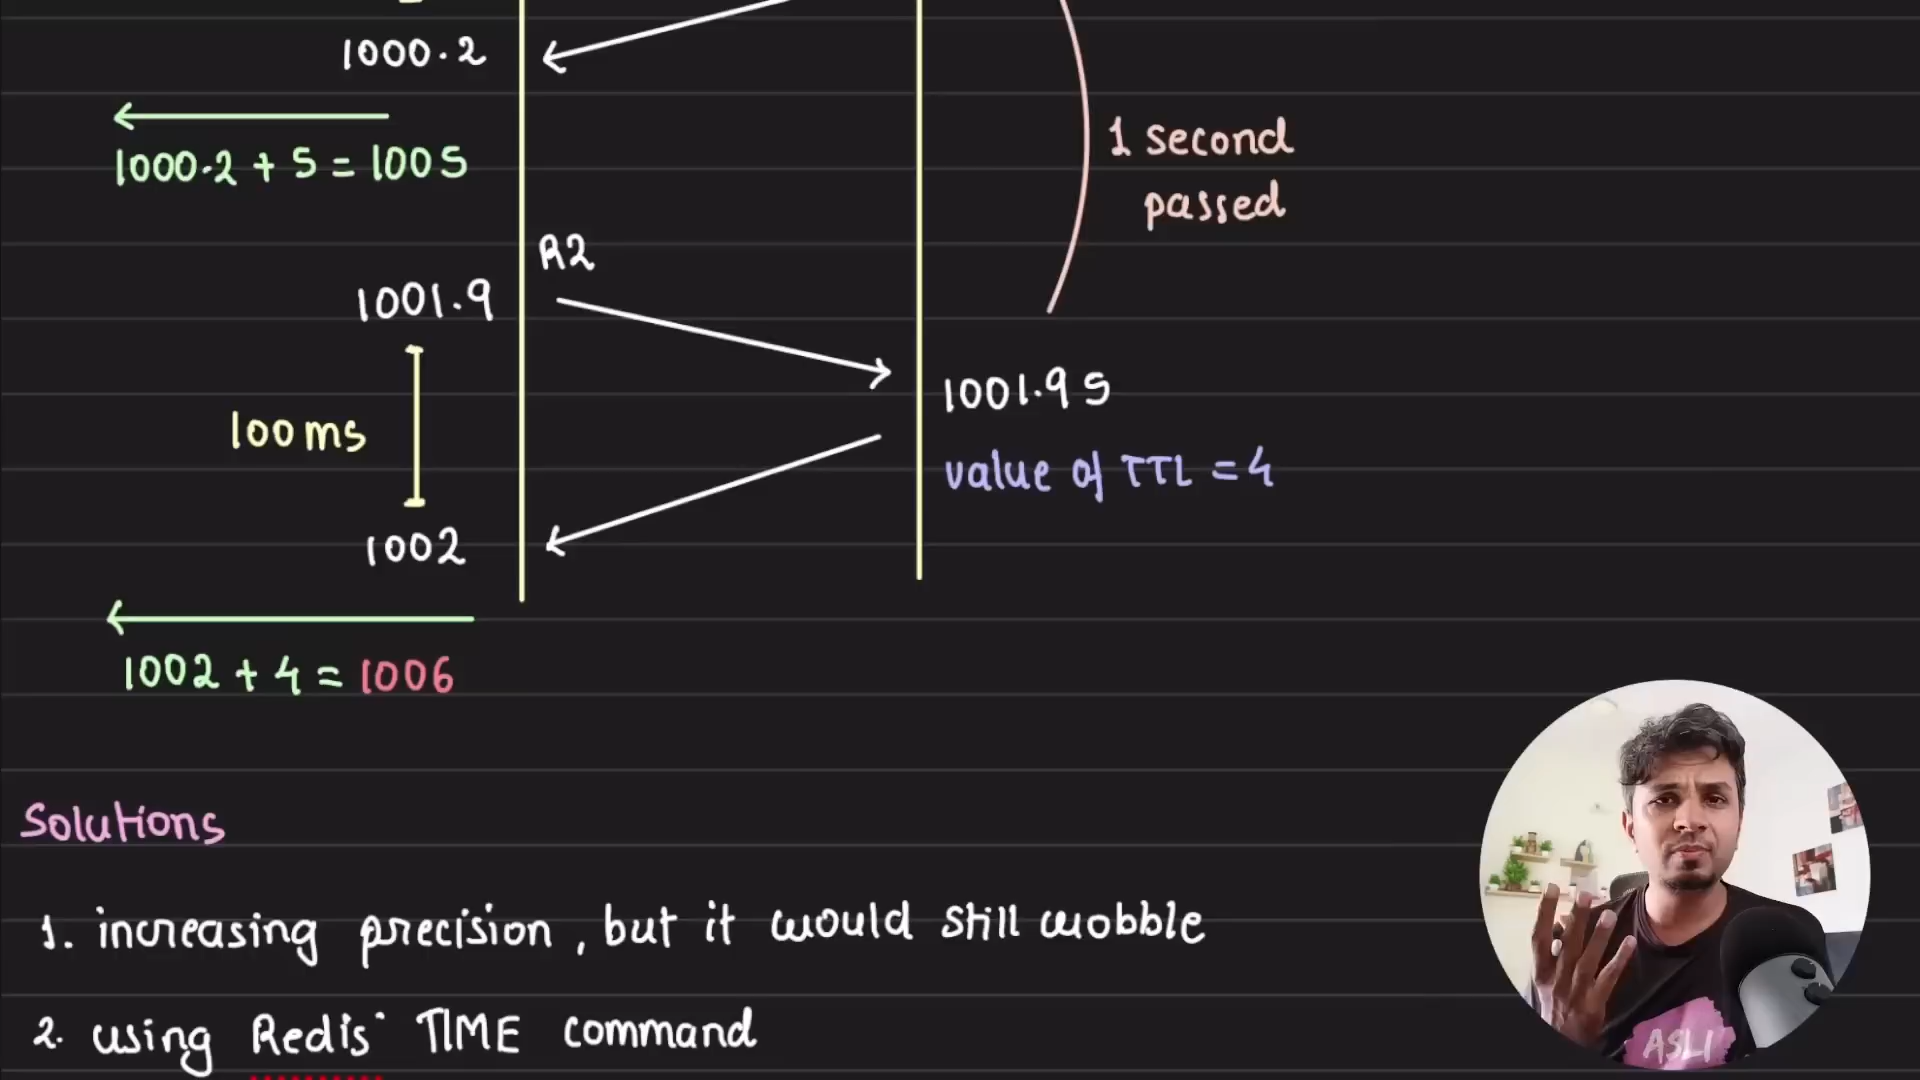 1000.2
1000.2 + 5 = 1005
1 second
passed
R2
1001.9
1001.95
100ms
value of TTL = 4
1002
1002 + 4 = 1006
Solutions
1. increasing precision, but it would still wobble
2. using Redis' TIME command
ASLI